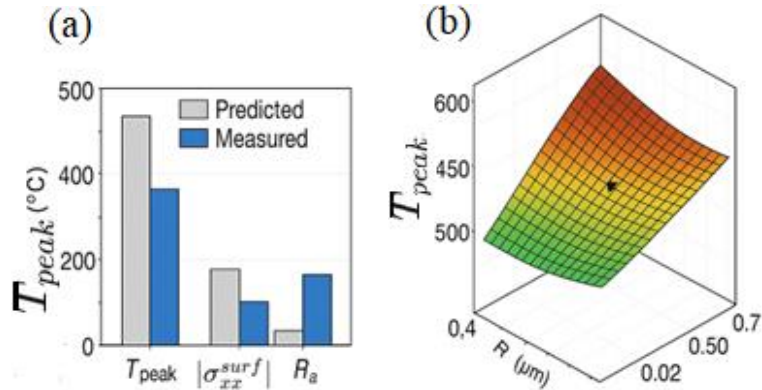 (a)
500
400
200
0
T_peak (°C)
Predicted
Measured
T_peak
|σ_xx^surf|
R_a
(b)
600
450
500
T_peak
0,4
R (μm)
0.02
0.50
0.7